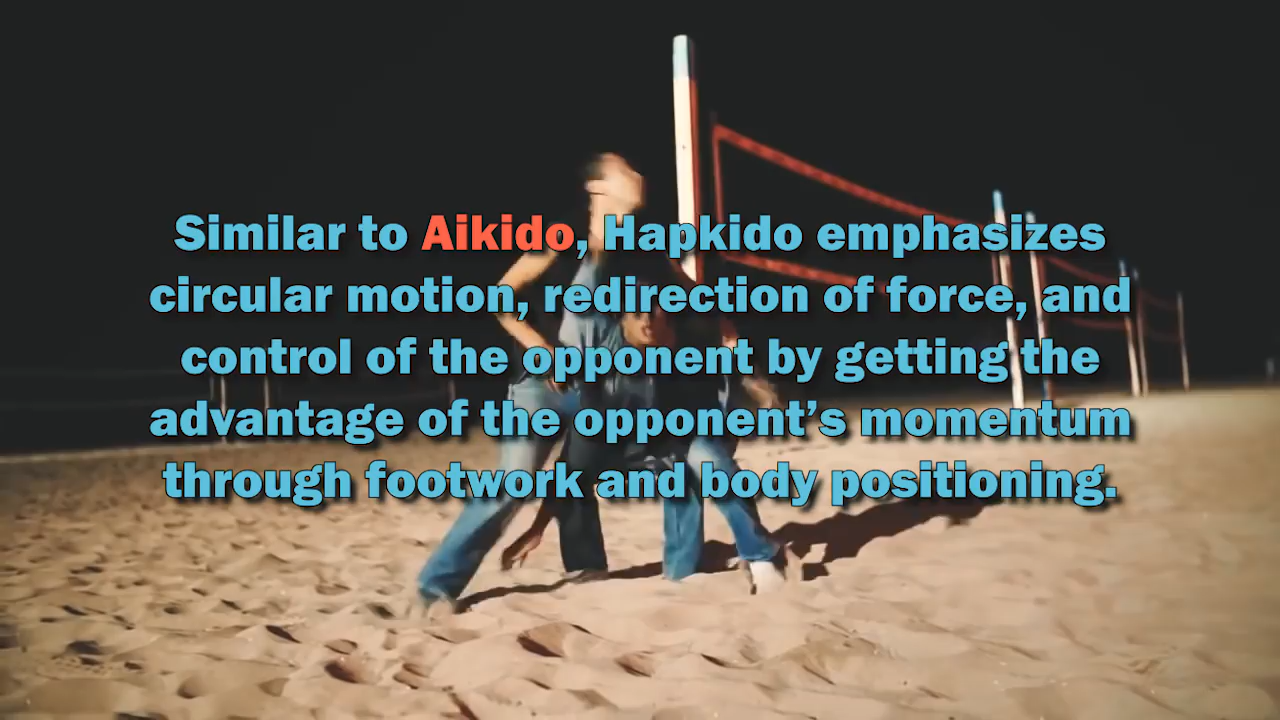 Similar to Aikido, Hapkido emphasizes
circular motion, redirection of force, and
control of the opponent by getting the
advantage of the opponent’s momentum
through footwork and body positioning.